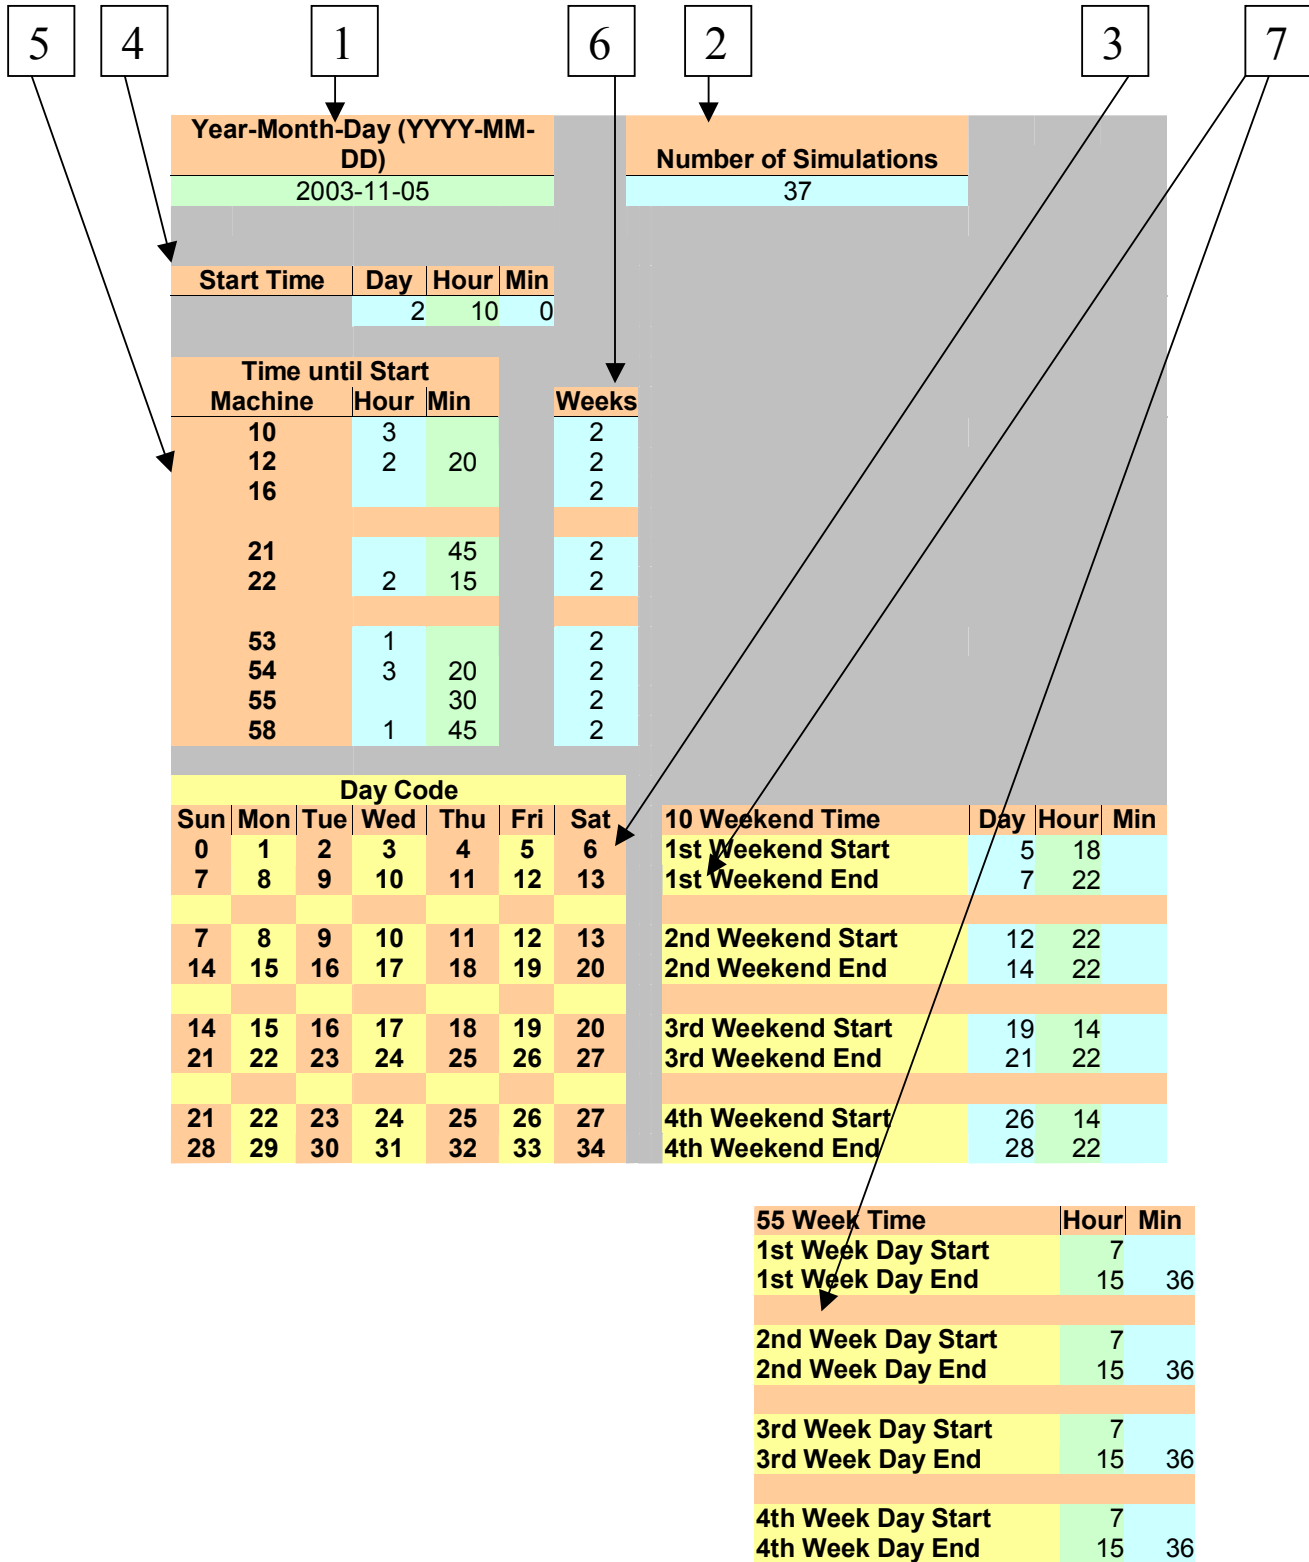 5 4 1 6 2 3 7
Year-Month-Day (YYYY-MM-
DD)
Number of Simulations
2003-11-05 37
Start Time Day Hour Min
2 10 0
Time until Start
Machine Hour Min Weeks
10 3 2
12 2 20 2
16 2
21 45 2
22 2 15 2
53 1 2
54 3 20 2
55 30 2
58 1 45 2
Day Code
Sun Mon Tue Wed Thu Fri Sat
0 1 2 3 4 5 6
7 8 9 10 11 12 13
7 8 9 10 11 12 13
14 15 16 17 18 19 20
14 15 16 17 18 19 20
21 22 23 24 25 26 27
21 22 23 24 25 26 27
28 29 30 31 32 33 34
10 Weekend Time Day Hour Min
1st Weekend Start 5 18
1st Weekend End 7 22
2nd Weekend Start 12 22
2nd Weekend End 14 22
3rd Weekend Start 19 14
3rd Weekend End 21 22
4th Weekend Start 26 14
4th Weekend End 28 22
55 Week Time Hour Min
1st Week Day Start 7
1st Week Day End 15 36
2nd Week Day Start 7
2nd Week Day End 15 36
3rd Week Day Start 7
3rd Week Day End 15 36
4th Week Day Start 7
4th Week Day End 15 36